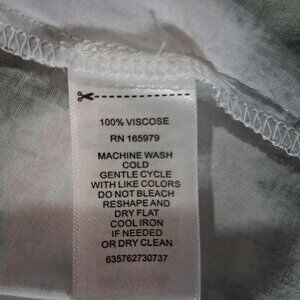 100% VISCOSE
RN 165979
MACHINE WASH
COLD
GENTLE CYCLE
WITH LIKE COLORS
DO NOT BLEACH
RESHAPE AND
DRY FLAT
COOL IRON
IF NEEDED
OR DRY CLEAN
635762730737